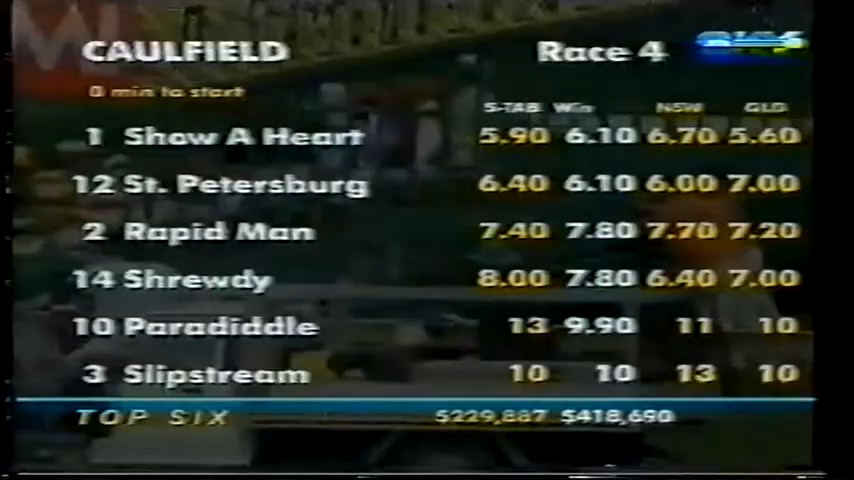 CAULFIELD Race 4
0 min to start
S-TAB Win NSW QLD
1 Show A Heart 5.90 6.10 6.70 5.60
12 St. Petersburg 6.40 6.10 6.00 7.00
2 Rapid Man 7.40 7.80 7.70 7.20
14 Shrewdy 8.00 7.80 6.40 7.00
10 Paradiddle 13 9.90 11 10
3 Slipstream 10 10 13 10
TOP SIX $229,887 $418,690